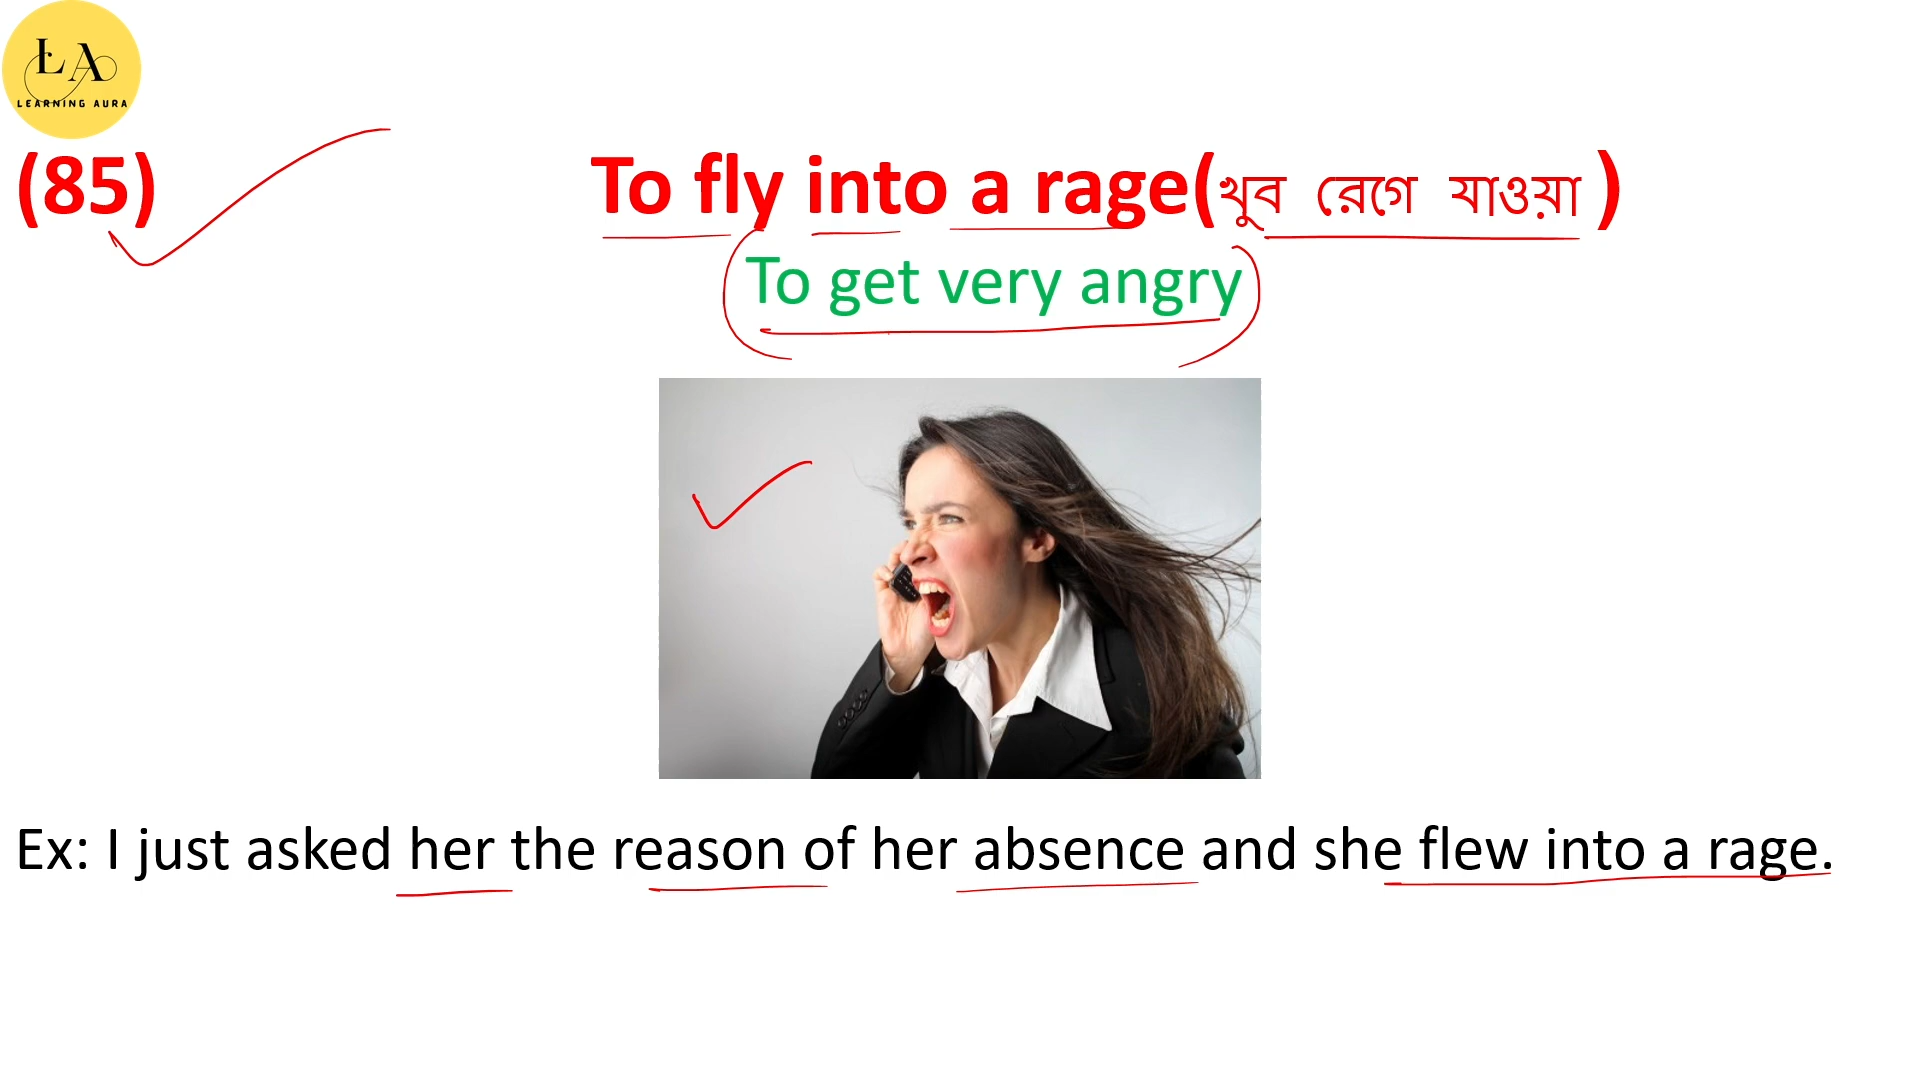 LA
LEARNING AURA
(85) To fly into a rage(খুব রেগে যাওয়া )
To get very angry
Ex: I just asked her the reason of her absence and she flew into a rage.